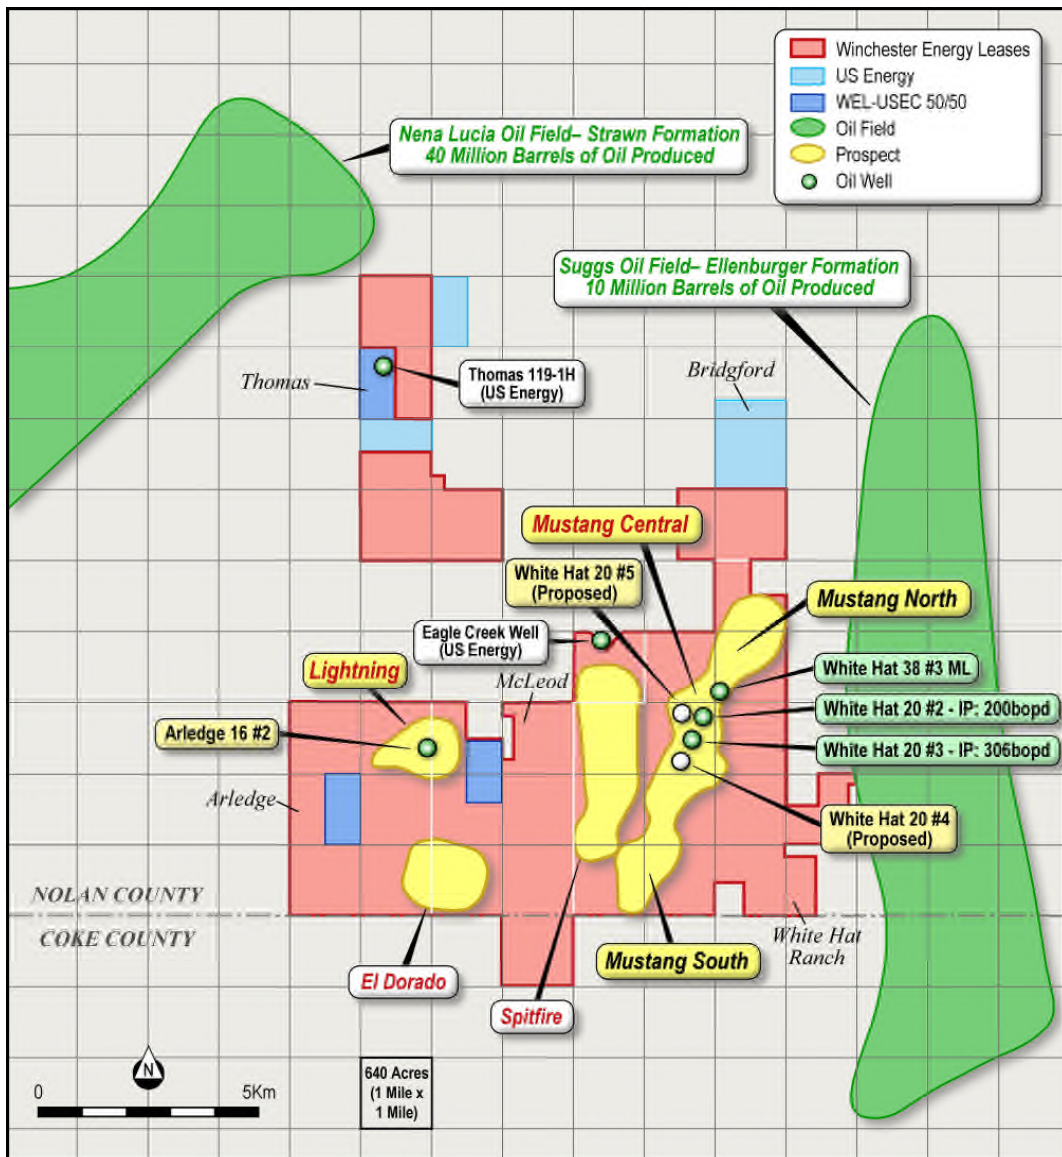 Winchester Energy Leases
US Energy
WEL-USEC 50/50
Oil Field
Prospect
Oil Well
Nena Lucia Oil Field– Strawn Formation
40 Million Barrels of Oil Produced
Suggs Oil Field– Ellenburger Formation
10 Million Barrels of Oil Produced
Thomas
Thomas 119-1H
(US Energy)
Bridgford
Mustang Central
White Hat 20 #5
(Proposed)
Mustang North
Eagle Creek Well
(US Energy)
Lightning
McLeod
White Hat 38 #3 ML
White Hat 20 #2 - IP: 200bopd
Arledge 16 #2
White Hat 20 #3 - IP: 306bopd
Arledge
White Hat 20 #4
(Proposed)
NOLAN COUNTY
COKE COUNTY
White Hat
Ranch
Mustang South
El Dorado
Spitfire
N
0
5Km
640 Acres
(1 Mile x
1 Mile)